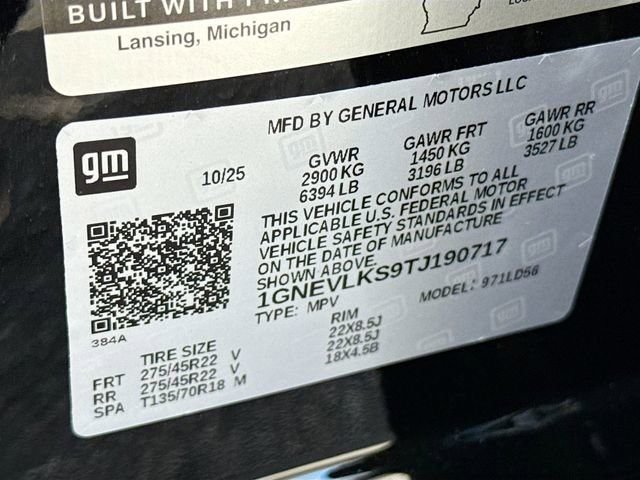 BUILT WITH PRI
Lansing, Michigan
gm
MFD BY GENERAL MOTORS LLC
10/25
GVWR
2900 KG
6394 LB
GAWR FRT
1450 KG
3196 LB
GAWR RR
1600 KG
3527 LB
THIS VEHICLE CONFORMS TO ALL
APPLICABLE U.S. FEDERAL MOTOR
VEHICLE SAFETY STANDARDS IN EFFECT
ON THE DATE OF MANUFACTURE
SHOWN ABOVE.
1GNEVLKS9TJ190717
TYPE: MPV
MODEL: 971LD56
384A
TIRE SIZE
RIM
FRT 275/45R22 V 22X8.5J
RR 275/45R22 V 22X8.5J
SPA T135/70R18 M 18X4.5B